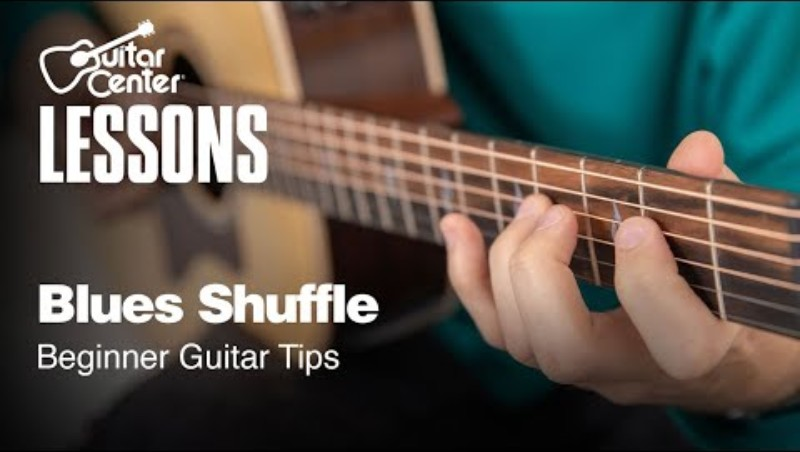 Guitar
Center
LESSONS
Blues Shuffle
Beginner Guitar Tips